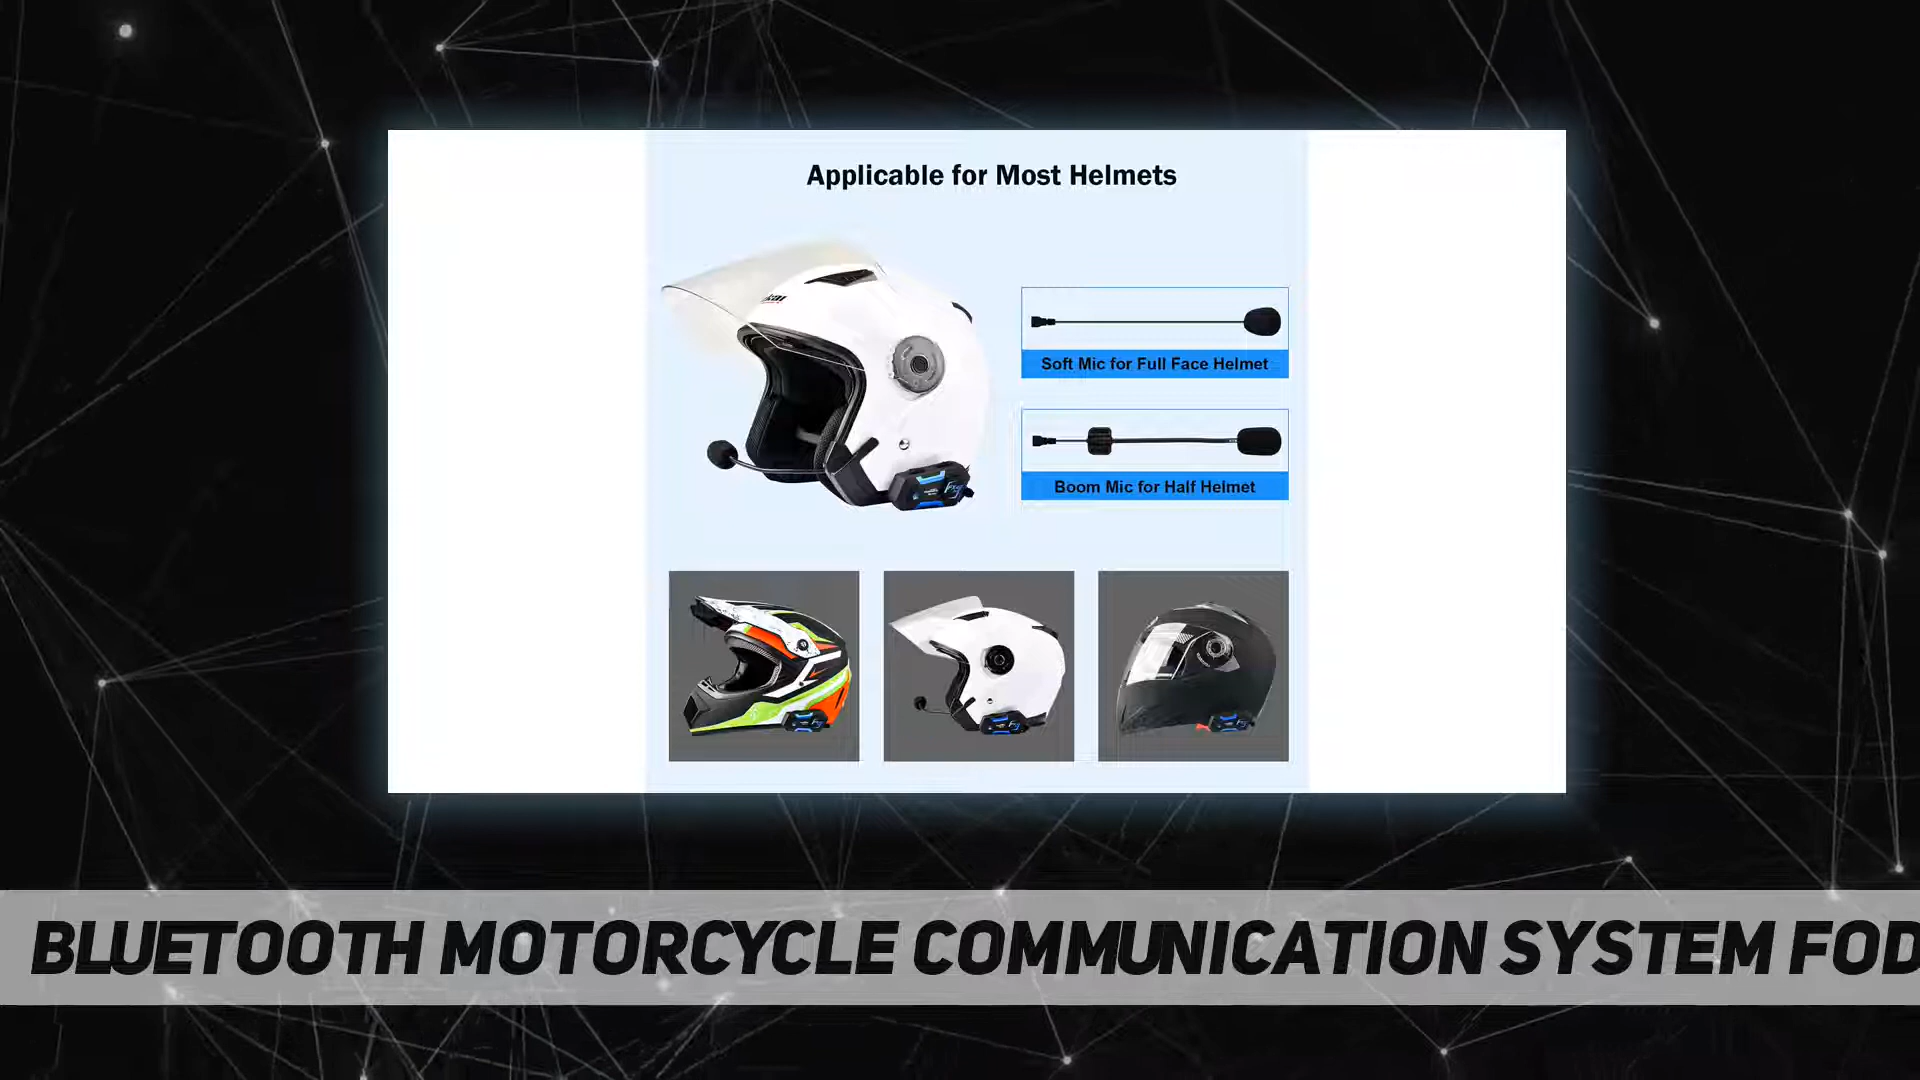 Applicable for Most Helmets
Soft Mic for Full Face Helmet
Boom Mic for Half Helmet
BLUETOOTH MOTORCYCLE COMMUNICATION SYSTEM FOD